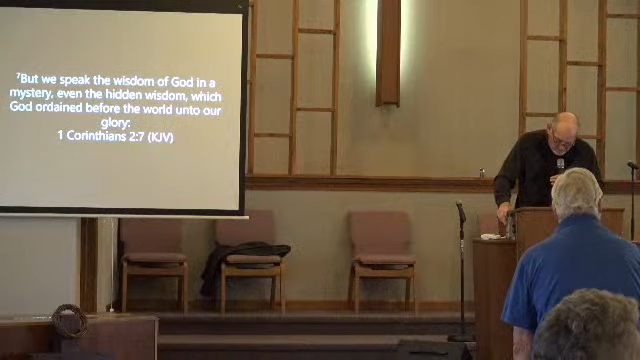 ⁷But we speak the wisdom of God in a
mystery, even the hidden wisdom, which
God ordained before the world unto our
glory:
1 Corinthians 2:7 (KJV)